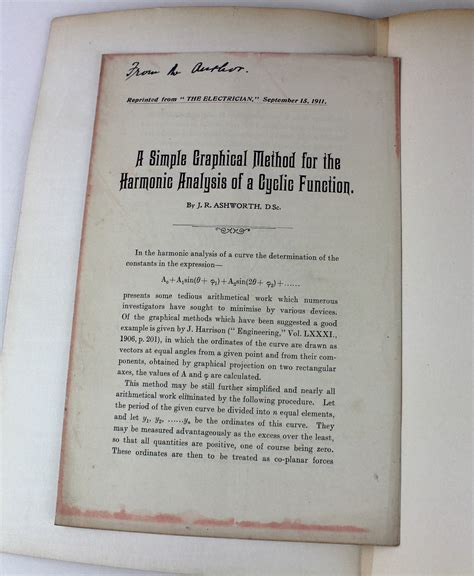 From the Author.
Reprinted from "THE ELECTRICIAN," September 15, 1911.
A Simple Graphical Method for the
Harmonic Analysis of a Cyclic Function.
By J. R. ASHWORTH, D.Sc.
In the harmonic analysis of a curve the determination of the
constants in the expression—
A₀+A₁sin(θ+φ₁)+A₂sin(2θ+φ₂)+......
presents some tedious arithmetical work which numerous
investigators have sought to minimise by various devices.
Of the graphical methods which have been suggested a good
example is given by J. Harrison ("Engineering," Vol. LXXXI.,
1906, p. 201), in which the ordinates of the curve are drawn as
vectors at equal angles from a given point and from their com-
ponents, obtained by graphical projection on two rectangular
axes, the values of A and φ are calculated.
This method may be still further simplified and nearly all
arithmetical work eliminated by the following procedure. Let
the period of the given curve be divided into n equal elements,
and let y₁, y₂, ......yₙ be the ordinates of this curve. They
may be measured advantageously as the excess over the least,
so that all quantities are positive, one of course being zero.
These ordinates are then to be treated as co-planar forces